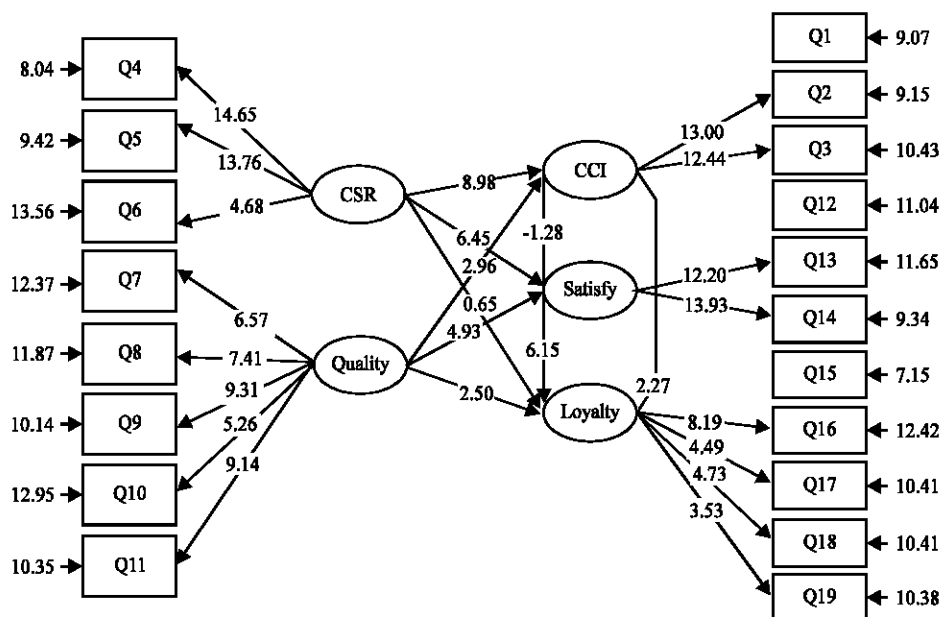 8.04
Q4
9.42
Q5
13.56
Q6
12.37
Q7
11.87
Q8
10.14
Q9
12.95
Q10
10.35
Q11
14.65
13.76
4.68
6.57
7.41
9.31
5.26
9.14
CSR
Quality
8.98
6.45
0.65
2.96
4.93
2.50
-1.28
6.15
CCI
Satisfy
Loyalty
13.00
12.44
12.20
13.93
2.27
8.19
4.49
4.73
3.53
Q1
9.07
Q2
9.15
Q3
10.43
Q12
11.04
Q13
11.65
Q14
9.34
Q15
7.15
Q16
12.42
Q17
10.41
Q18
10.41
Q19
10.38